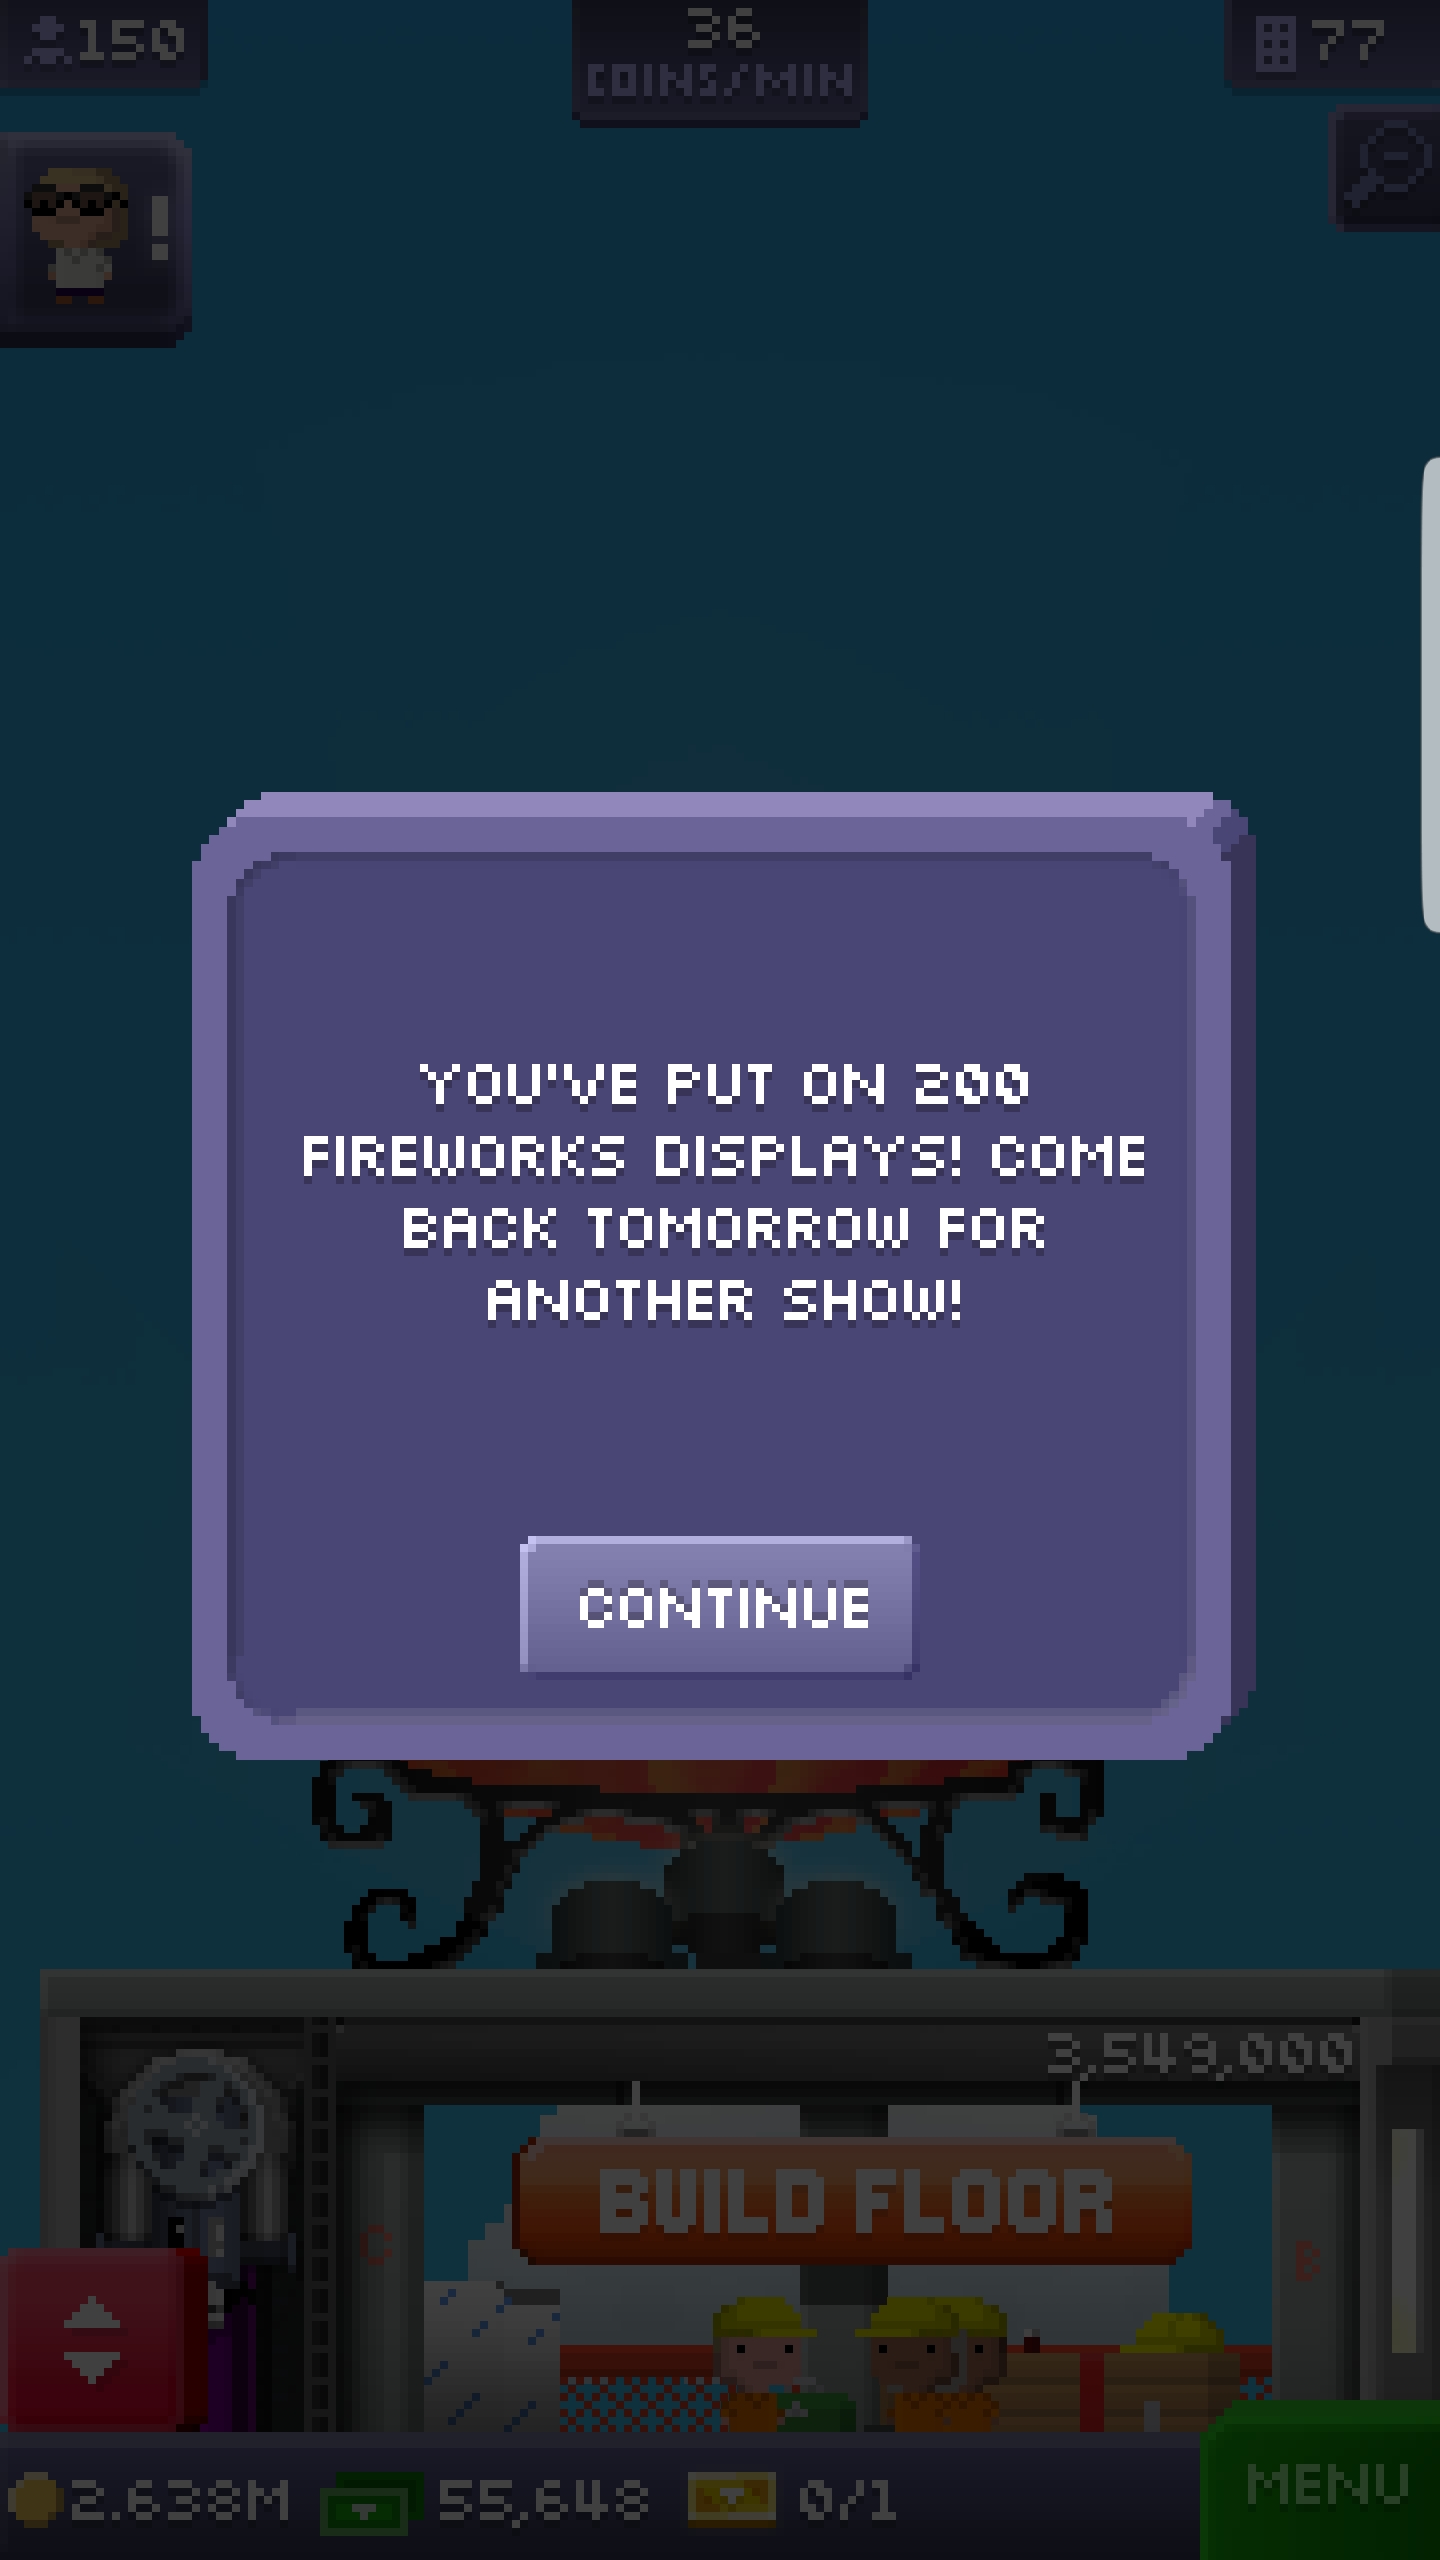 150
36
COINS/MIN
77
!
YOU'VE PUT ON 200
FIREWORKS DISPLAYS! COME
BACK TOMORROW FOR
ANOTHER SHOW!
CONTINUE
3,549,000
BUILD FLOOR
C
B
2.638M
55,648
0/1
MENU